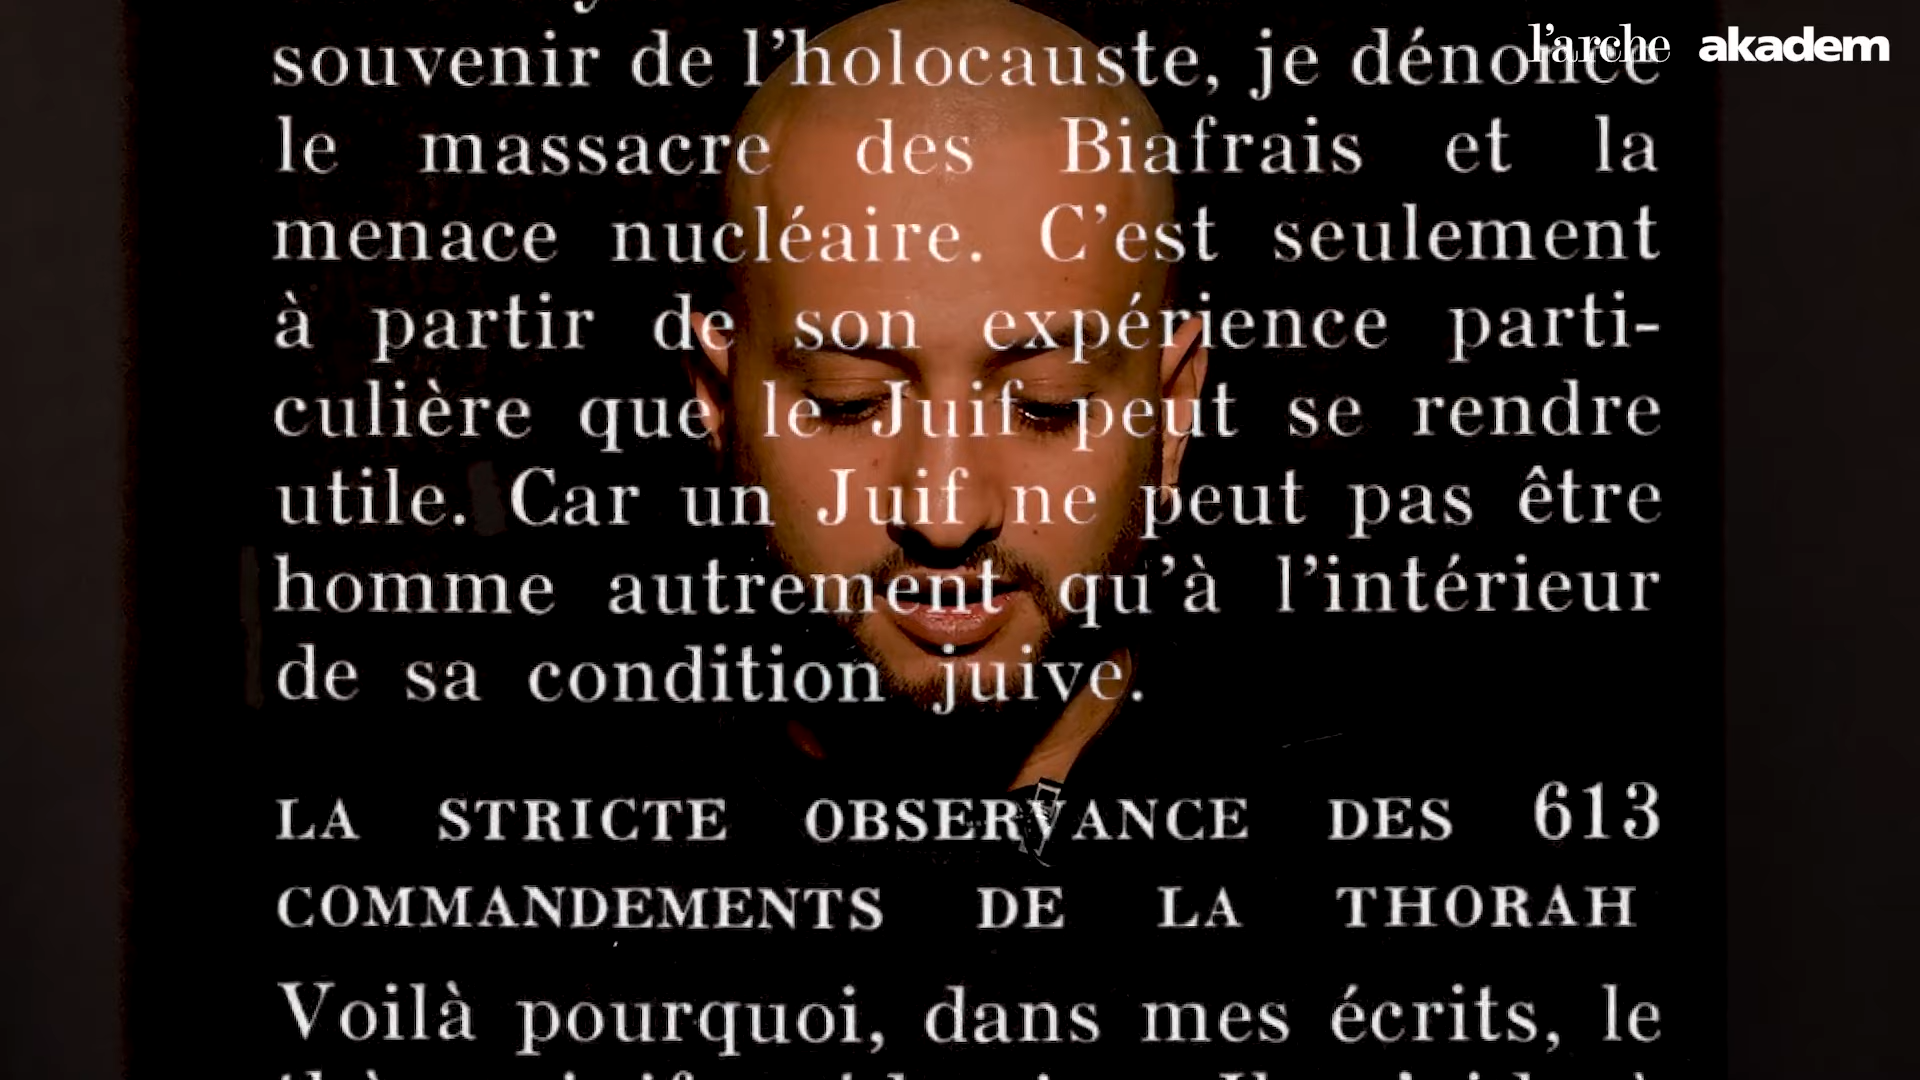 l'arche akadem
souvenir de l'holocauste, je dénonce
le massacre des Biafrais et la
menace nucléaire. C'est seulement
à partir de son expérience parti-
culière que le Juif peut se rendre
utile. Car un Juif ne peut pas être
homme autrement qu'à l'intérieur
de sa condition juive.
LA STRICTE OBSERVANCE DES 613
COMMANDEMENTS DE LA THORAH
Voilà pourquoi, dans mes écrits, le